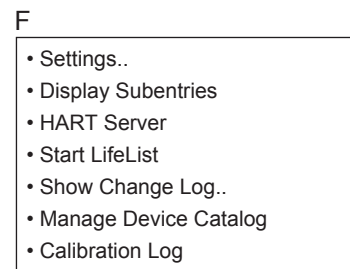 F
• Settings..
• Display Subentries
• HART Server
• Start LifeList
• Show Change Log..
• Manage Device Catalog
• Calibration Log